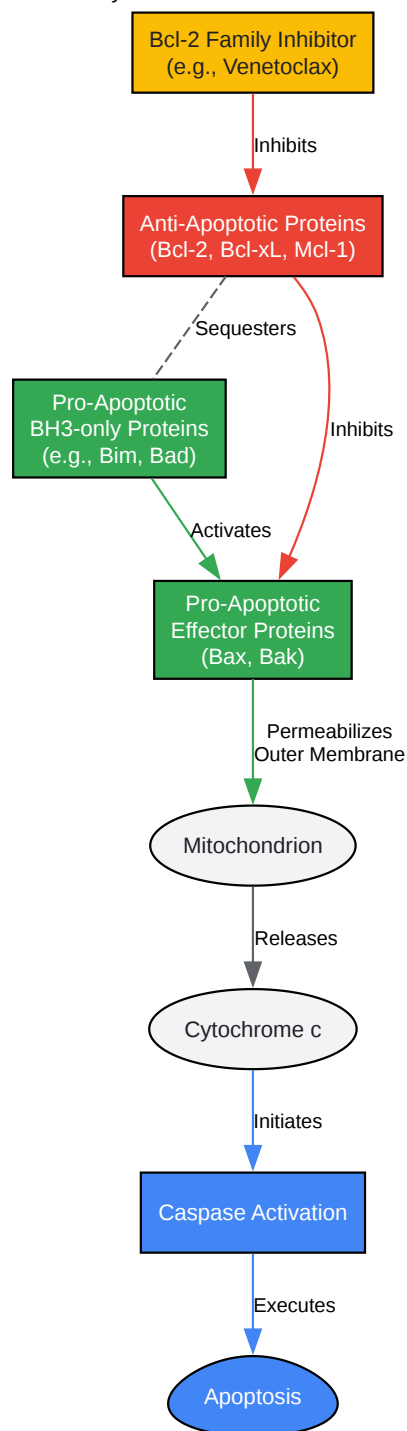 Bcl-2 Family Inhibitor
(e.g., Venetoclax)
Inhibits
Anti-Apoptotic Proteins
(Bcl-2, Bcl-xL, Mcl-1)
Sequesters
Pro-Apoptotic
BH3-only Proteins
(e.g., Bim, Bad)
Inhibits
Activates
Pro-Apoptotic
Effector Proteins
(Bax, Bak)
Permeabilizes
Outer Membrane
Mitochondrion
Releases
Cytochrome c
Initiates
Caspase Activation
Executes
Apoptosis